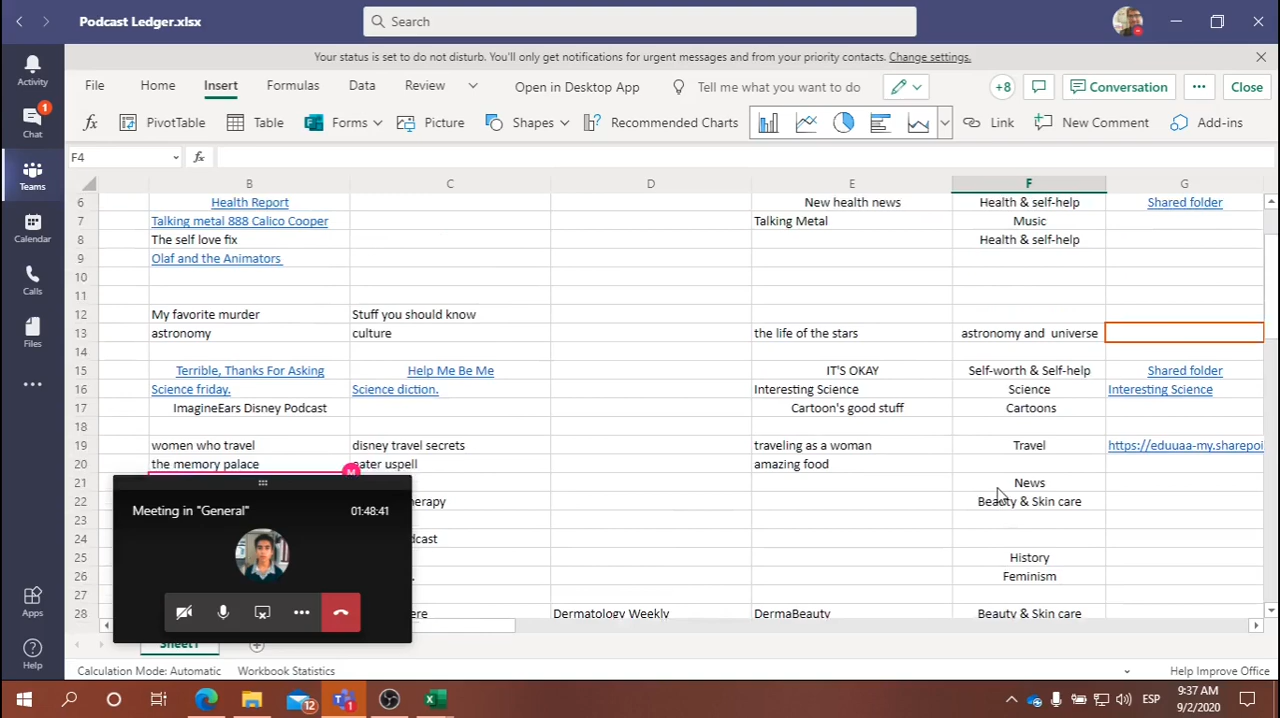 Podcast Ledger.xlsx
Search
Your status is set to do not disturb. You'll only get notifications for urgent messages and from your priority contacts. Change settings.
Activity
File Home Insert Formulas Data Review Open in Desktop App Tell me what you want to do +8 Conversation Close
Chat 1
fx PivotTable Table Forms Picture Shapes Recommended Charts Link New Comment Add-ins
Teams
F4 fx
B C D E F G
6 Health Report New health news Health & self-help Shared folder
7 Talking metal 888 Calico Cooper Talking Metal Music
Calendar
8 The self love fix Health & self-help
9 Olaf and the Animators
10
Calls
11
12 My favorite murder Stuff you should know
13 astronomy culture the life of the stars astronomy and universe
Files
14
15 Terrible, Thanks For Asking Help Me Be Me IT'S OKAY Self-worth & Self-help Shared folder
16 Science friday. Science diction. Interesting Science Science Interesting Science
17 ImagineEars Disney Podcast Cartoon's good stuff Cartoons
18
19 women who travel disney travel secrets traveling as a woman Travel https://eduuaa-my.sharepoi
20 the memory palace eater uspell amazing food
M
21 News
22 herapy Beauty & Skin care
23
24 dcast
25 History
26 Feminism
27
28 ere Dermatology Weekly DermaBeauty Beauty & Skin care
Meeting in "General" 01:48:41
Apps
Help
Sheet1
Calculation Mode: Automatic Workbook Statistics Help Improve Office
12 1 ESP 9:37 AM
9/2/2020